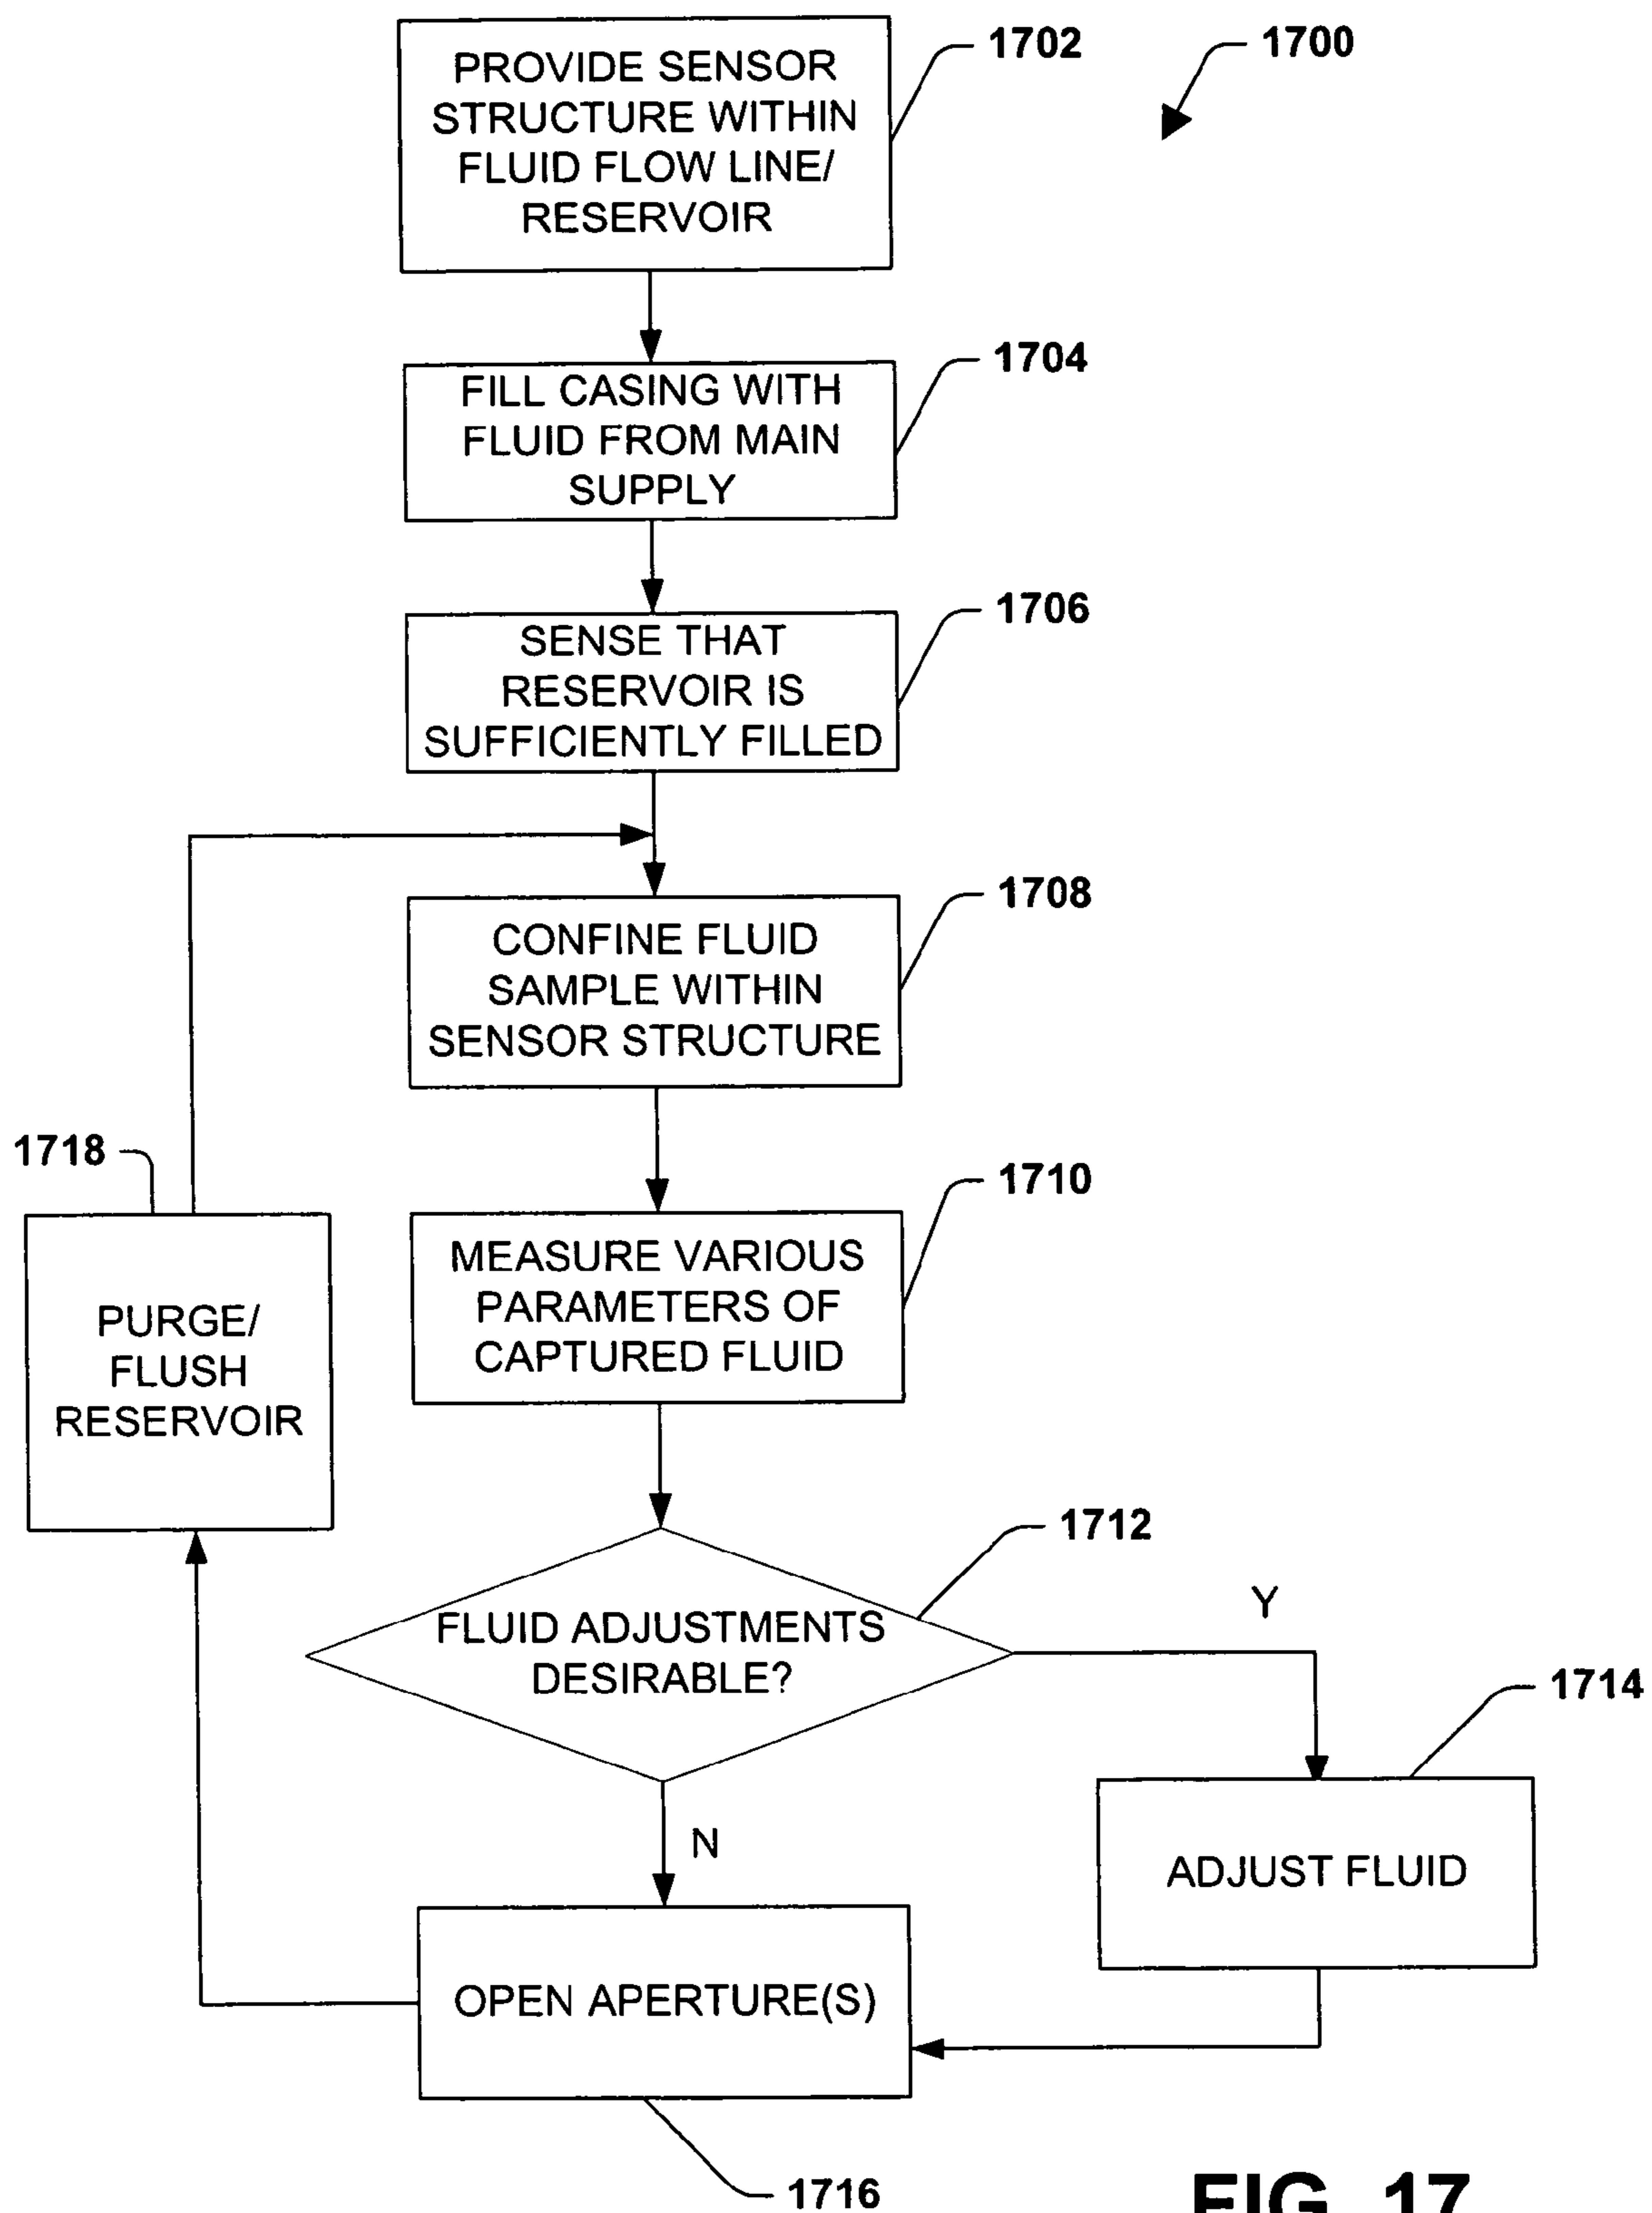 1702
1700
PROVIDE SENSOR
STRUCTURE WITHIN
FLUID FLOW LINE/
RESERVOIR
1704
FILL CASING WITH
FLUID FROM MAIN
SUPPLY
1706
SENSE THAT
RESERVOIR IS
SUFFICIENTLY FILLED
1708
CONFINE FLUID
SAMPLE WITHIN
SENSOR STRUCTURE
1718
1710
MEASURE VARIOUS
PARAMETERS OF
CAPTURED FLUID
PURGE/
FLUSH
RESERVOIR
1712
FLUID ADJUSTMENTS
DESIRABLE?
Y
1714
N
ADJUST FLUID
OPEN APERTURE(S)
1716
FIG. 17